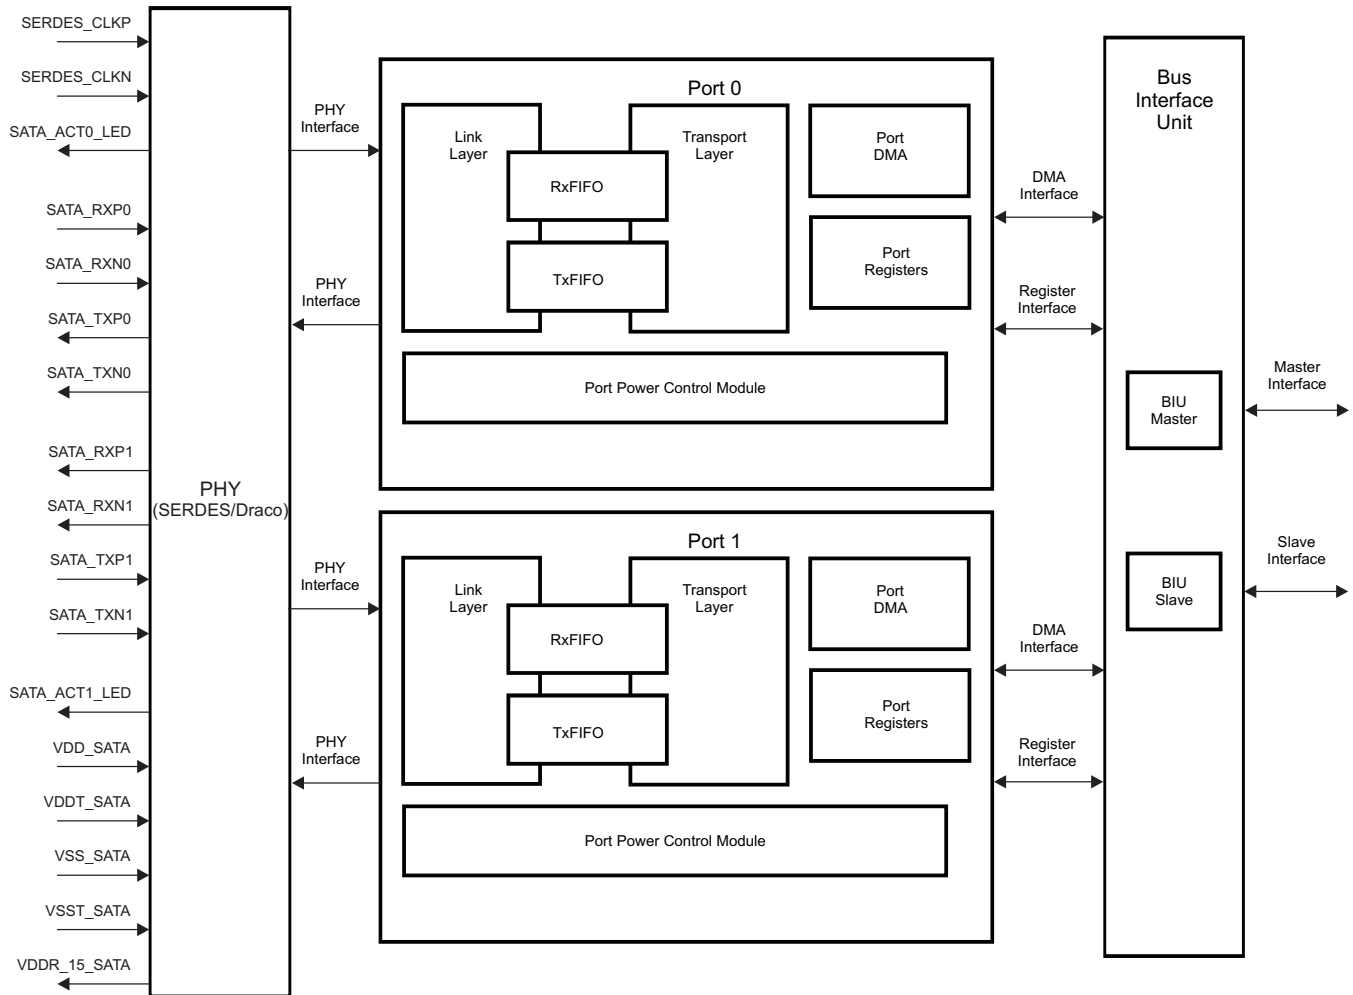 SERDES_CLKP
SERDES_CLKN
SATA_ACT0_LED
SATA_RXP0
SATA_RXN0
SATA_TXP0
SATA_TXN0
SATA_RXP1
SATA_RXN1
SATA_TXP1
SATA_TXN1
SATA_ACT1_LED
VDD_SATA
VDDT_SATA
VSS_SATA
VSST_SATA
VDDR_15_SATA
PHY
(SERDES/Draco)
PHY
Interface
PHY
Interface
Port 0
Link
Layer
Transport
Layer
RxFIFO
TxFIFO
Port
DMA
Port
Registers
Port Power Control Module
PHY
Interface
PHY
Interface
Port 1
Link
Layer
Transport
Layer
RxFIFO
TxFIFO
Port
DMA
Port
Registers
Port Power Control Module
DMA
Interface
Register
Interface
DMA
Interface
Register
Interface
Bus
Interface
Unit
BIU
Master
BIU
Slave
Master
Interface
Slave
Interface